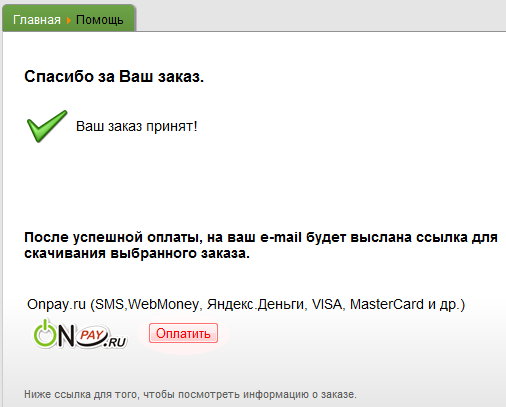 Главная Помощь
Спасибо за Ваш заказ.
Ваш заказ принят!
После успешной оплаты, на ваш e-mail будет выслана ссылка для
скачивания выбранного заказа.
Onpay.ru (SMS,WebMoney, Яндекс.Деньги, VISA, MasterCard и др.)
ON PAY.RU Оплатить
Ниже ссылка для того, чтобы посмотреть информацию о заказе.